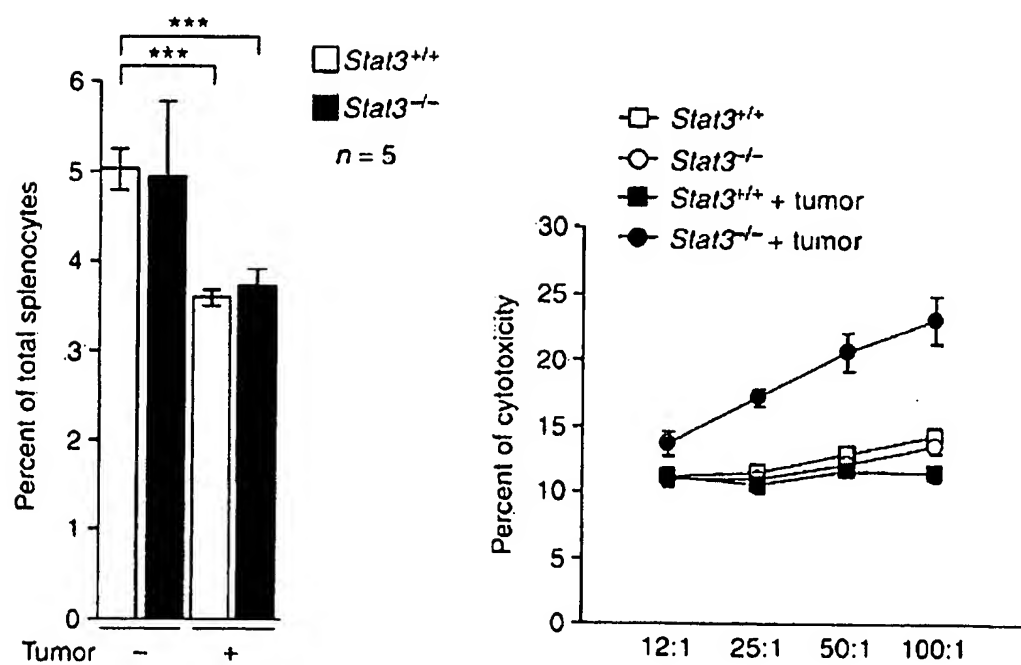 ***
***
Stat3+/+
Stat3-/-
n = 5
Percent of total splenocytes
6
5
4
3
2
1
0
Tumor - +
Stat3+/+
Stat3-/-
Stat3+/+ + tumor
Stat3-/- + tumor
Percent of cytotoxicity
30
25
20
15
10
5
0
12:1 25:1 50:1 100:1